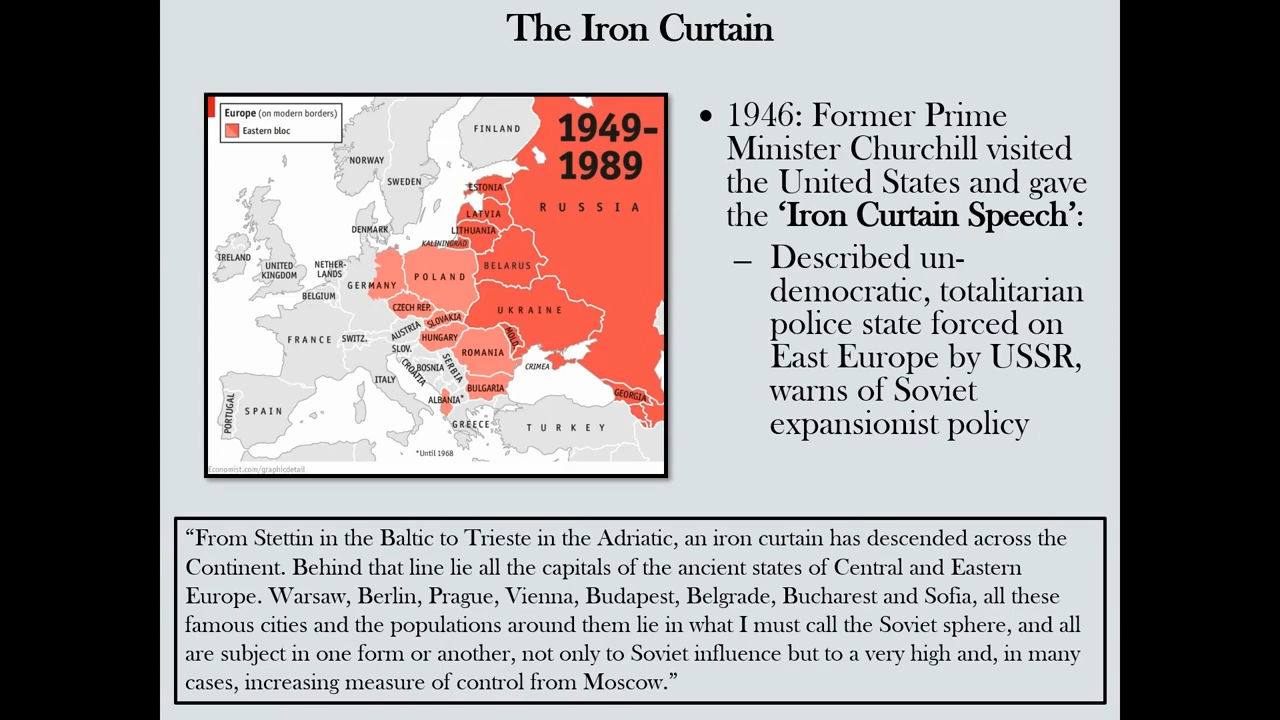 The Iron Curtain
Europe (on modern borders)
Eastern bloc
1949-
1989
FINLAND
NORWAY
SWEDEN
ESTONIA
RUSSIA
LATVIA
DENMARK
LITHUANIA
KALININGRAD
IRELAND
UNITED
KINGDOM
NETHER-
LANDS
BELARUS
GERMANY
POLAND
BELGIUM
CZECH REP.
UKRAINE
SLOVAKIA
FRANCE
SWITZ.
AUSTRIA
HUNGARY
MOLD.
SLOV.
ROMANIA
CROATIA
BOSNIA
SERBIA
CRIMEA
ITALY
BULGARIA
GEORGIA
PORTUGAL
SPAIN
ALBANIA*
GREECE
TURKEY
*Until 1968
Economist.com/graphicdetail
• 1946: Former Prime
Minister Churchill visited
the United States and gave
the ‘Iron Curtain Speech’:
– Described un-
democratic, totalitarian
police state forced on
East Europe by USSR,
warns of Soviet
expansionist policy
“From Stettin in the Baltic to Trieste in the Adriatic, an iron curtain has descended across the
Continent. Behind that line lie all the capitals of the ancient states of Central and Eastern
Europe. Warsaw, Berlin, Prague, Vienna, Budapest, Belgrade, Bucharest and Sofia, all these
famous cities and the populations around them lie in what I must call the Soviet sphere, and all
are subject in one form or another, not only to Soviet influence but to a very high and, in many
cases, increasing measure of control from Moscow.”